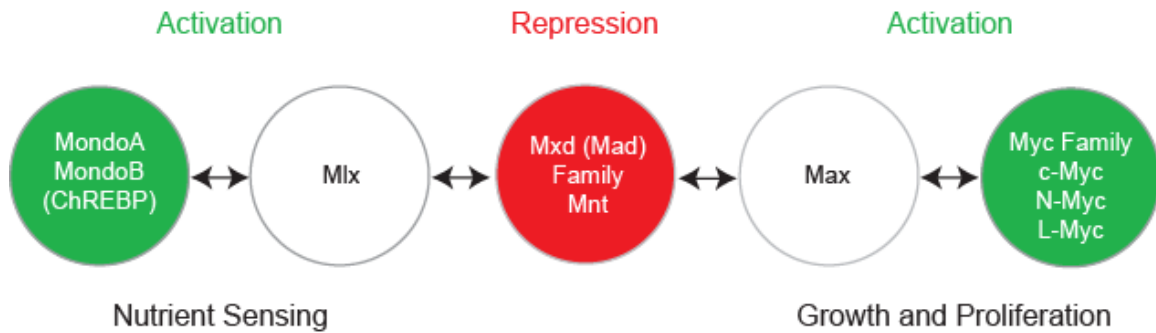 Activation
Repression
Activation
MondoA
MondoB
(ChREBP)
Mlx
Mxd (Mad)
Family
Mnt
Max
Myc Family
c-Myc
N-Myc
L-Myc
Nutrient Sensing
Growth and Proliferation